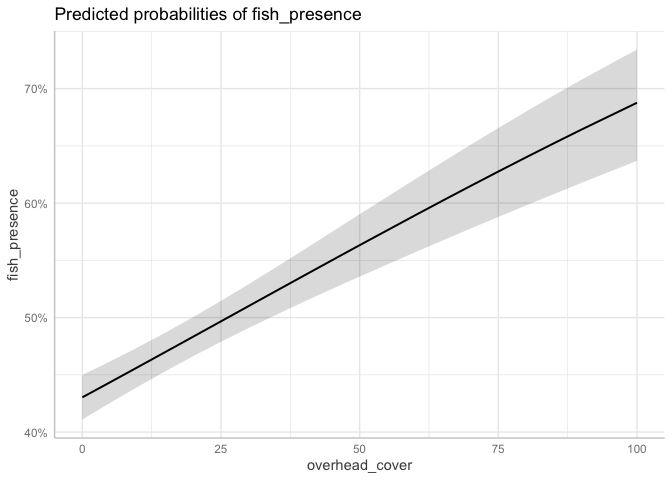 Predicted probabilities of fish_presence
70%
60%
50%
40%
fish_presence
0 25 50 75 100
overhead_cover